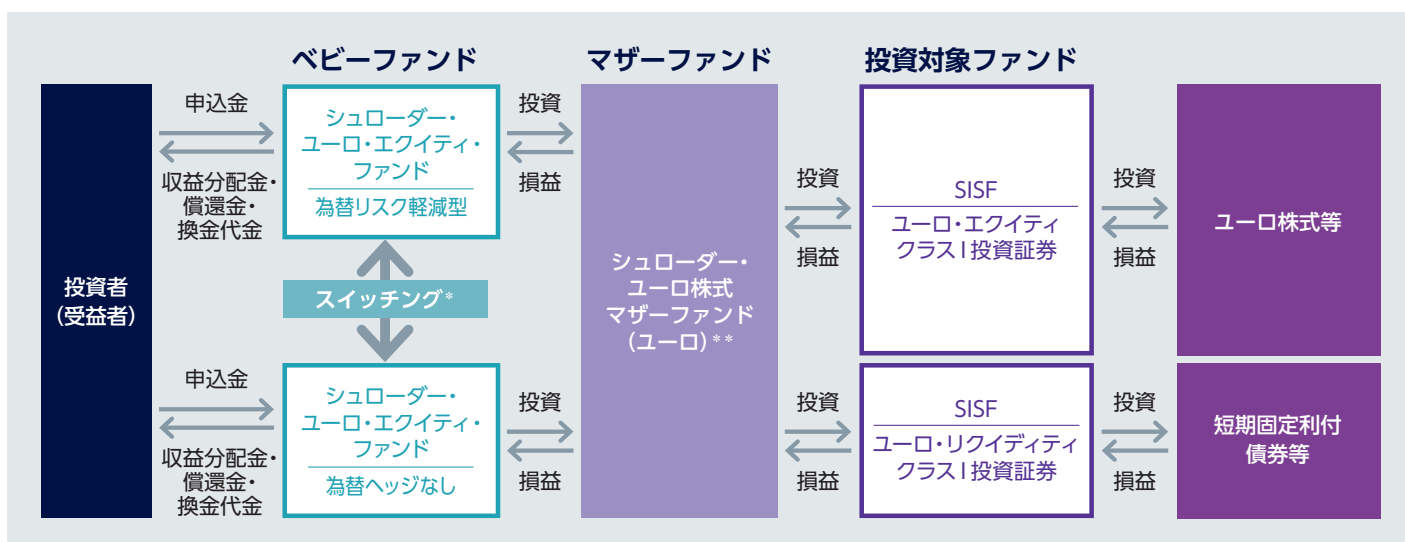 ベビーファンド
マザーファンド
投資対象ファンド
投資者
(受益者)
申込金
収益分配金・
償還金・
換金代金
シュローダー・
ユーロ・エクイティ・
ファンド
為替リスク軽減型
スイッチング*
申込金
収益分配金・
償還金・
換金代金
シュローダー・
ユーロ・エクイティ・
ファンド
為替ヘッジなし
投資
損益
投資
損益
シュローダー・
ユーロ株式
マザーファンド
(ユーロ)**
投資
損益
投資
損益
SISF
ユーロ・エクイティ
クラスI投資証券
SISF
ユーロ・リクイディティ
クラスI投資証券
投資
損益
投資
損益
ユーロ株式等
短期固定利付
債券等